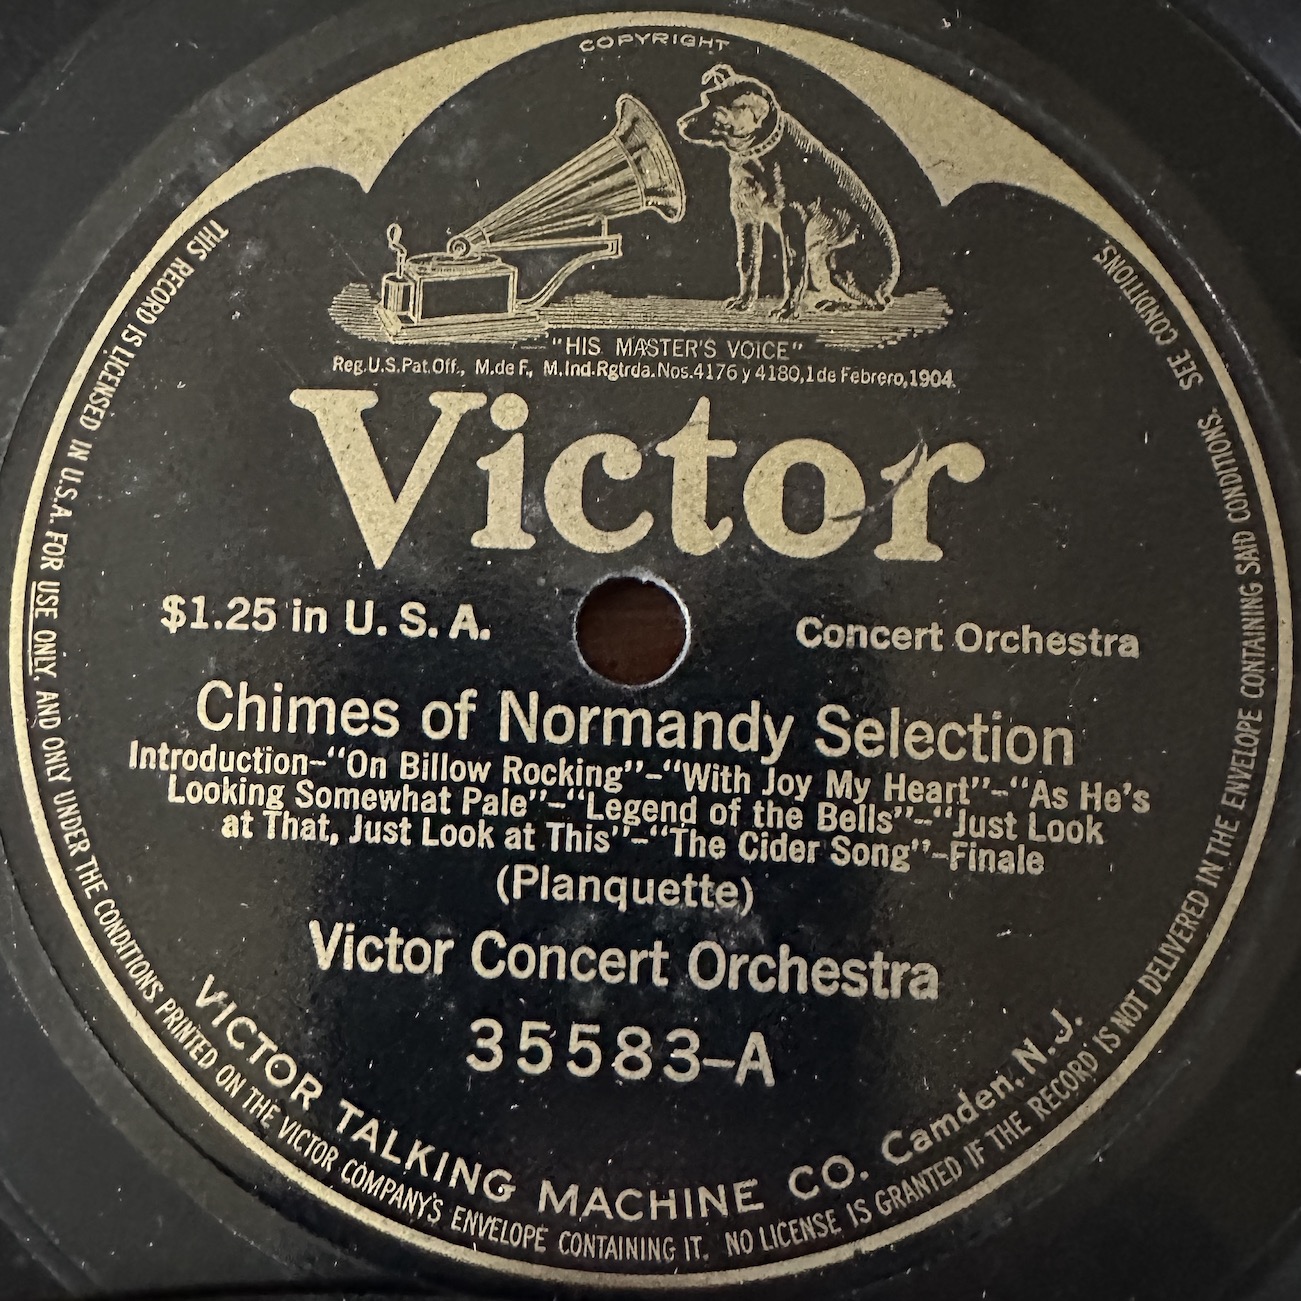 COPYRIGHT
"HIS MASTER'S VOICE"
Reg.U.S.Pat.Off., M.de F., M.Ind.Rgtrda.Nos.4176 y 4180,1 de Febrero,1904.
Victor
$1.25 in U. S. A.
Concert Orchestra
Chimes of Normandy Selection
Introduction–"On Billow Rocking"–"With Joy My Heart"–"As He's
Looking Somewhat Pale"–"Legend of the Bells"–"Just Look
at That, Just Look at This"–"The Cider Song"–Finale
(Planquette)
Victor Concert Orchestra
35583–A
VICTOR TALKING MACHINE CO. Camden, N. J.
THIS RECORD IS LICENSED IN U.S.A. FOR USE ONLY, AND ONLY UNDER THE CONDITIONS PRINTED ON THE VICTOR COMPANY'S ENVELOPE CONTAINING IT. NO LICENSE IS GRANTED IF THE RECORD IS NOT DELIVERED IN THE ENVELOPE CONTAINING SAID CONDITIONS. SEE CONDITIONS.